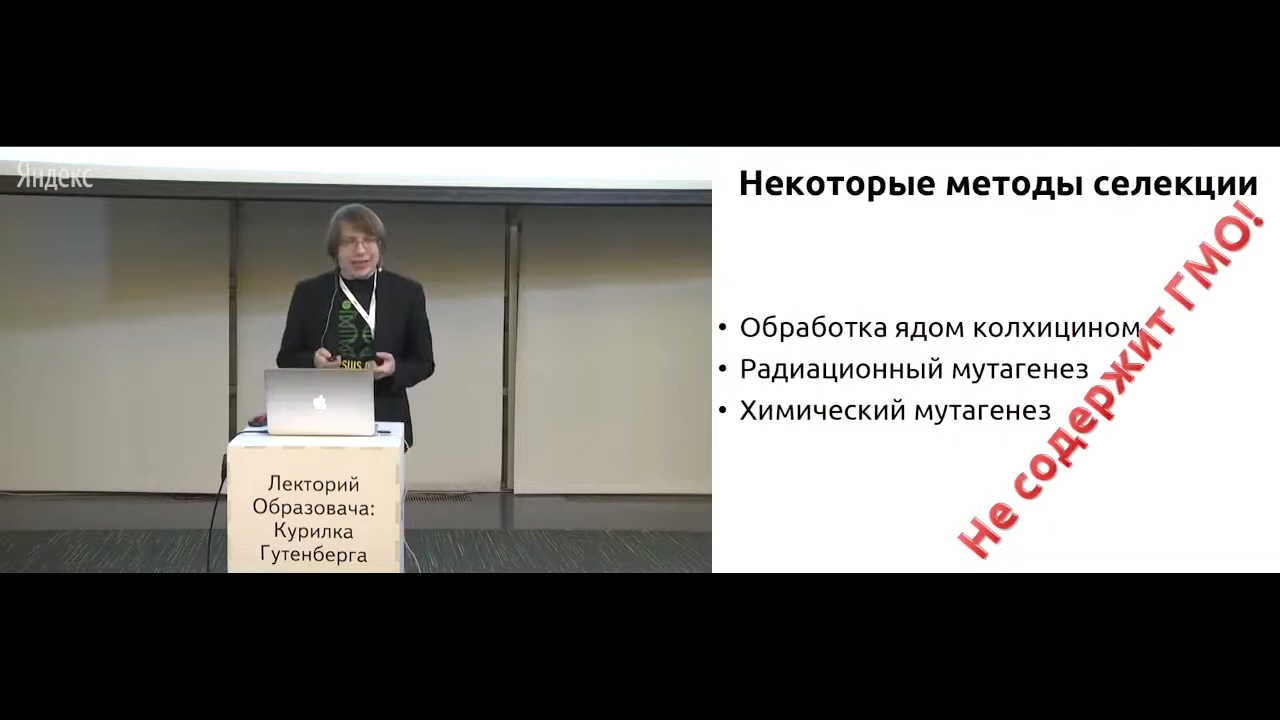 Яндекс
Некоторые методы селекции
• Обработка ядом колхицином
• Радиационный мутагенез
• Химический мутагенез
Не содержит ГМО!
Лекторий
Образовача:
Курилка
Гутенберга